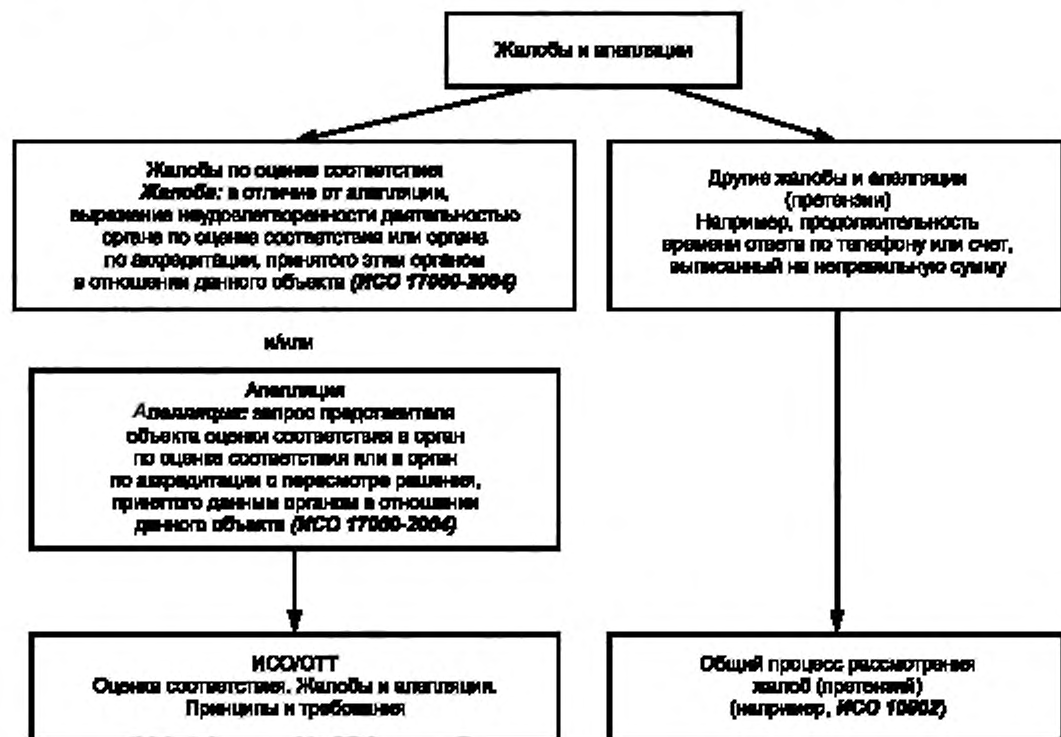 Жалобы и апелляции
Жалобы по оценке соответствия
Жалоба: в отличие от апелляции,
выражение неудовлетворенности деятельностью
органа по оценке соответствия или органа
по аккредитации, принятого этим органом
в отношении данного объекта (ИСО 17000-2004)
и/или
Апелляция
Апелляция: запрос представителя
объекта оценки соответствия в орган
по оценке соответствия или в орган
по аккредитации о пересмотре решения,
принятого данным органом в отношении
данного объекта (ИСО 17000-2004)
ИСО/ОТТ
Оценка соответствия. Жалобы и апелляции.
Принципы и требования
Другие жалобы и апелляции
(претензии)
Например, продолжительность
времени ответа по телефону или счет,
выписанный на неправильную сумму
Общий процесс рассмотрения
жалоб (претензий)
(например, ИСО 10002)